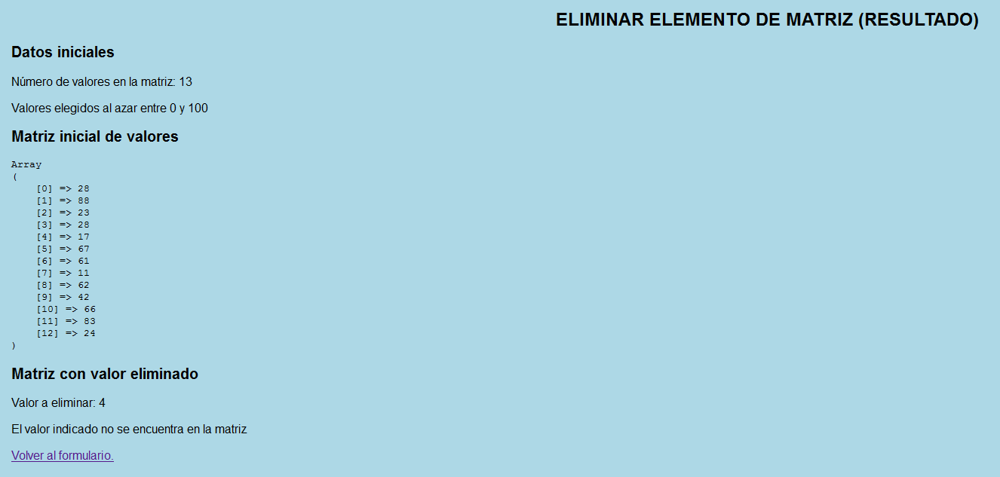 ELIMINAR ELEMENTO DE MATRIZ (RESULTADO)
Datos iniciales
Número de valores en la matriz: 13
Valores elegidos al azar entre 0 y 100
Matriz inicial de valores
Array
(
    [0] => 28
    [1] => 88
    [2] => 23
    [3] => 28
    [4] => 17
    [5] => 67
    [6] => 61
    [7] => 11
    [8] => 62
    [9] => 42
    [10] => 66
    [11] => 83
    [12] => 24
)
Matriz con valor eliminado
Valor a eliminar: 4
El valor indicado no se encuentra en la matriz
Volver al formulario.